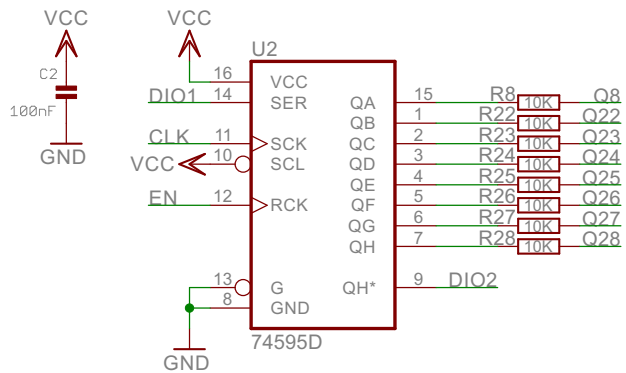 VCC VCC
U2
C2
100nF
GND
16 VCC
DIO1 14 SER QA 15 R8 10K Q8
QB 1 R22 10K Q22
CLK 11 SCK QC 2 R23 10K Q23
VCC 10 SCL QD 3 R24 10K Q24
QE 4 R25 10K Q25
EN 12 RCK QF 5 R26 10K Q26
QG 6 R27 10K Q27
QH 7 R28 10K Q28
13 G QH* 9 DIO2
8 GND
GND
74595D